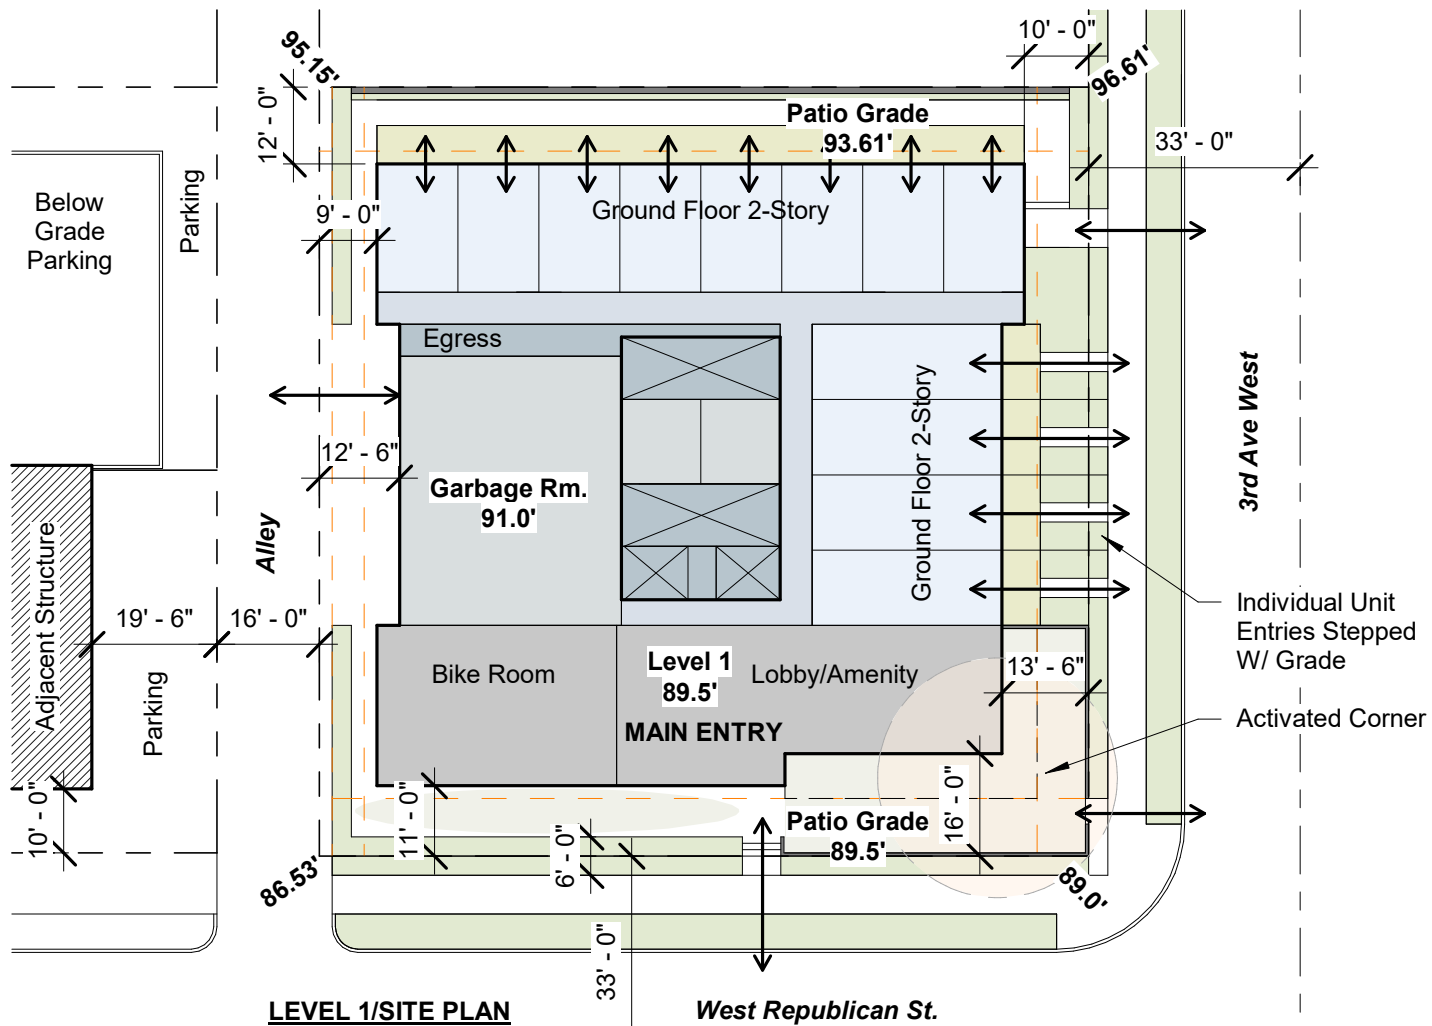 10' - 0"
95.15'
96.61'
12' - 0"
Patio Grade
93.61'
33' - 0"
Below
Grade
Parking
Parking
9' - 0"
Ground Floor 2-Story
Egress
12' - 6"
Garbage Rm.
91.0'
Ground Floor 2-Story
3rd Ave West
Alley
Adjacent Structure
19' - 6"
16' - 0"
Individual Unit
Entries Stepped
W/ Grade
Bike Room
Level 1
89.5'
Lobby/Amenity
13' - 6"
MAIN ENTRY
Activated Corner
Parking
10' - 0"
11' - 0"
6' - 0"
Patio Grade
89.5'
16' - 0"
86.53'
89.0'
33' - 0"
LEVEL 1/SITE PLAN
West Republican St.